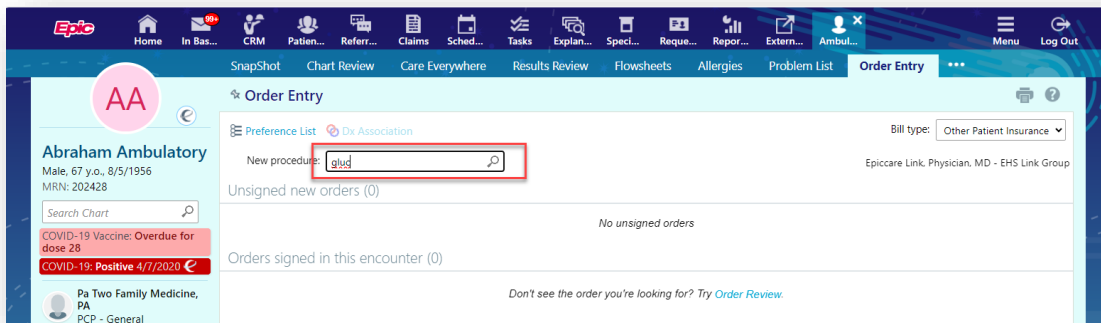 Epic
Home
99+
In Bas...
CRM
Patien...
Referr...
Claims
Sched...
Tasks
Explan...
Speci...
Reque...
Repor...
Extern...
Ambul...
Menu
Log Out
SnapShot Chart Review Care Everywhere Results Review Flowsheets Allergies Problem List Order Entry
AA
Abraham Ambulatory
Male, 67 y.o., 8/5/1956
MRN: 202428
Search Chart
COVID-19 Vaccine: Overdue for
dose 28
COVID-19: Positive 4/7/2020
Pa Two Family Medicine,
PA
PCP - General
Order Entry
Preference List Dx Association
Bill type: Other Patient Insurance
New procedure: gluc
Epiccare Link, Physician, MD - EHS Link Group
Unsigned new orders (0)
No unsigned orders
Orders signed in this encounter (0)
Don't see the order you're looking for? Try Order Review.